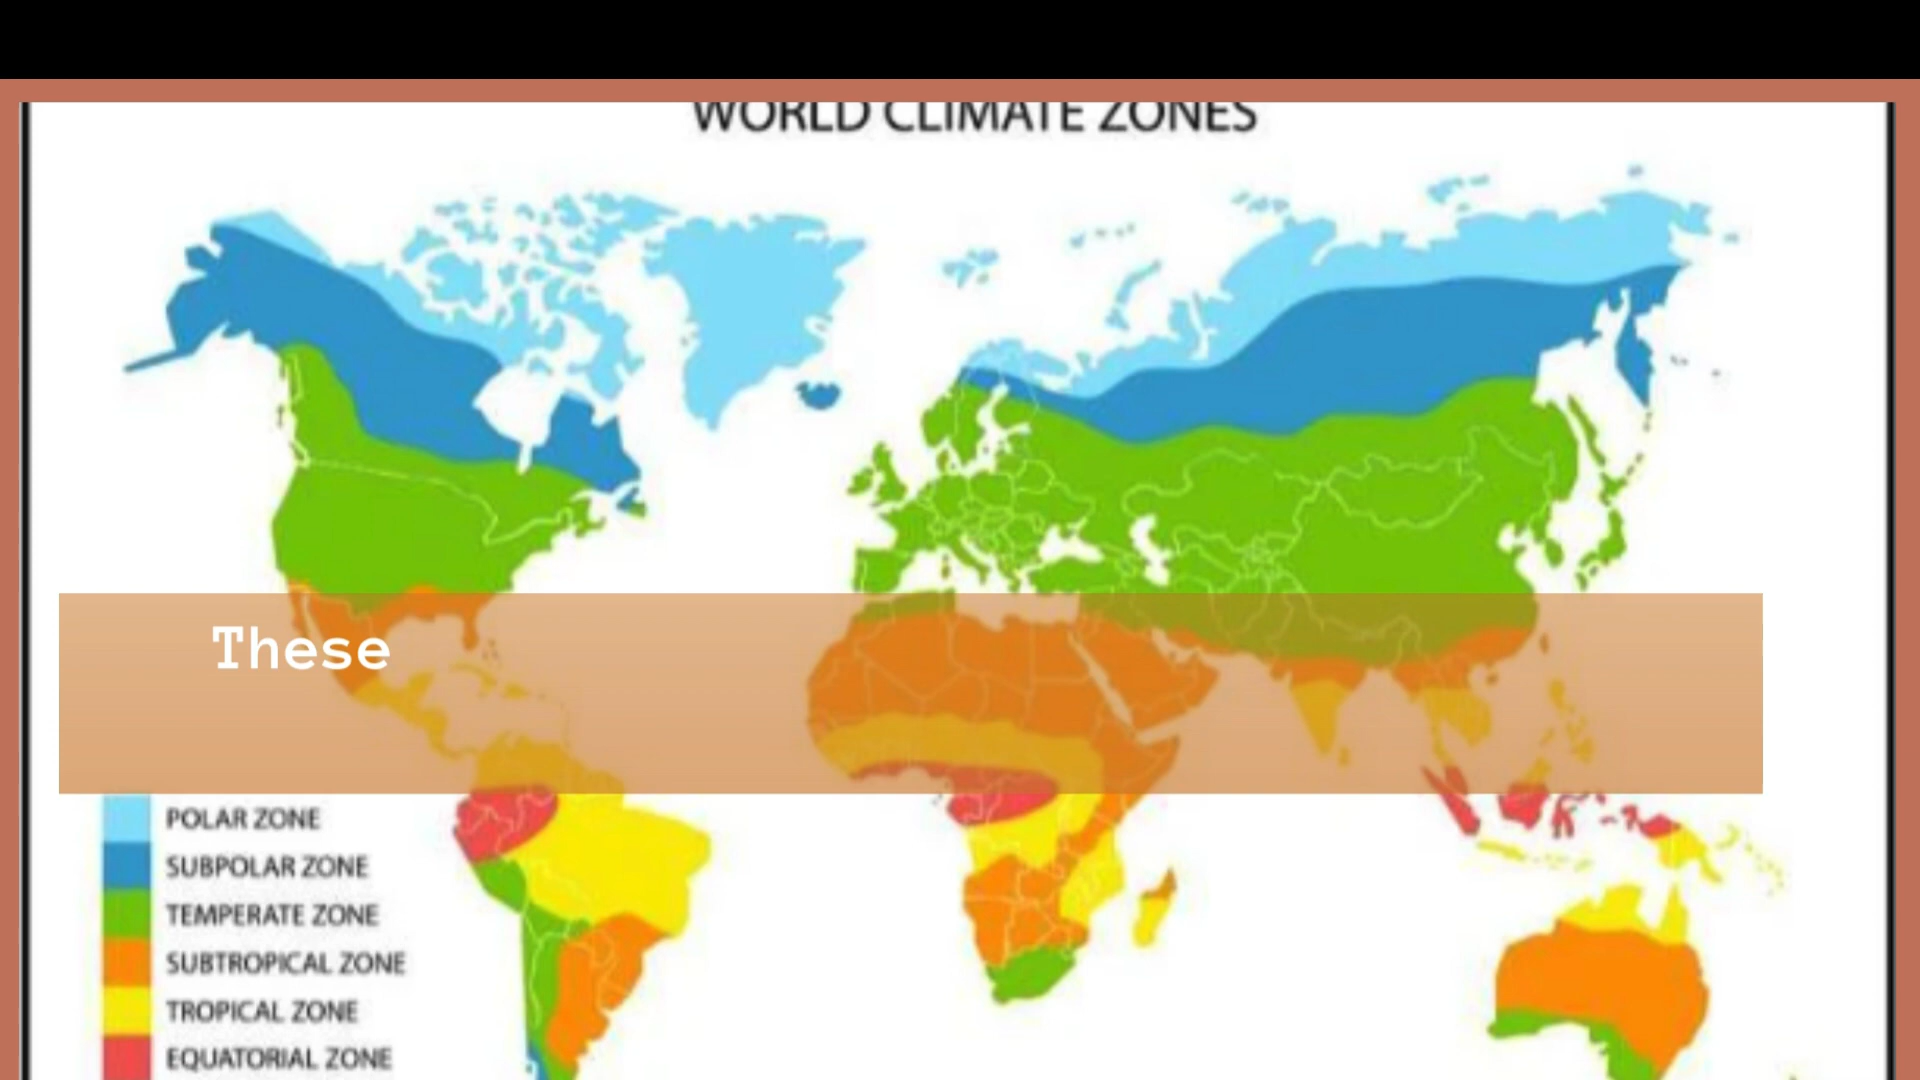 WORLD CLIMATE ZONES
These
POLAR ZONE
SUBPOLAR ZONE
TEMPERATE ZONE
SUBTROPICAL ZONE
TROPICAL ZONE
EQUATORIAL ZONE